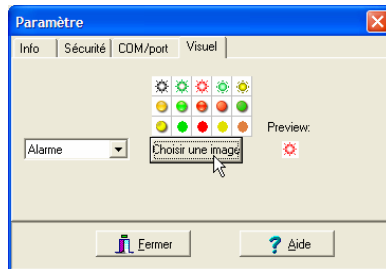 Paramètre
Info Sécurité COM/port Visuel
Alarme Choisir une image Preview:
Fermer Aide